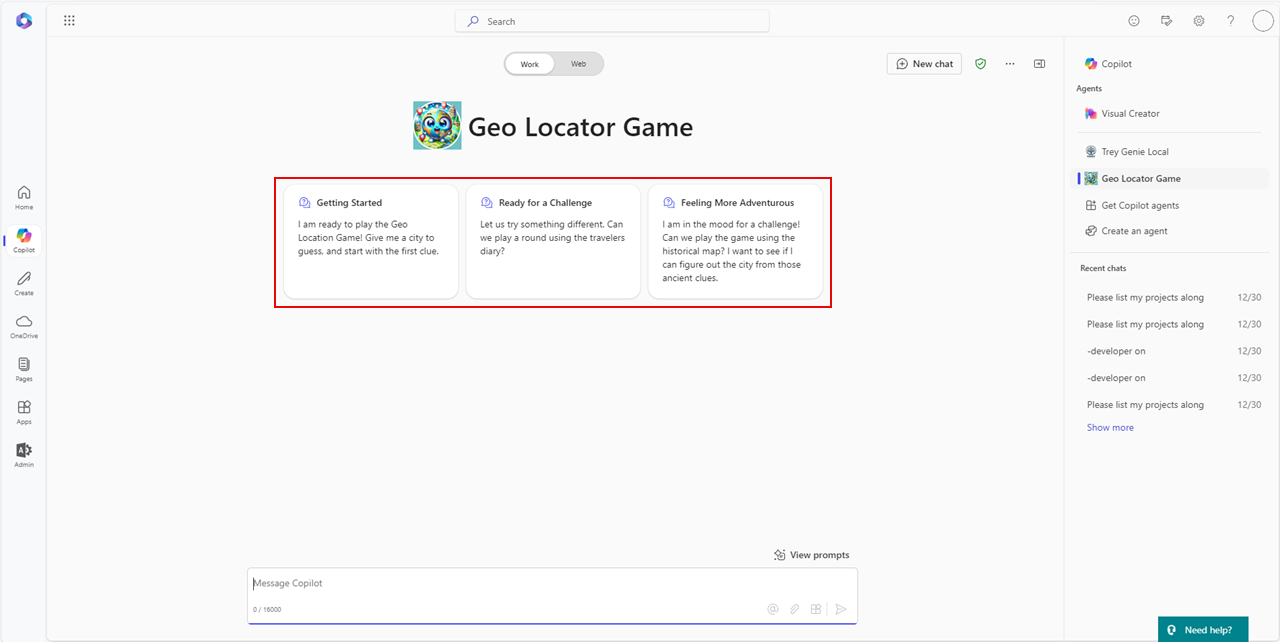 Search
Work
Web
New chat
Geo Locator Game
Getting Started
I am ready to play the Geo
Location Game! Give me a city to
guess, and start with the first clue.
Ready for a Challenge
Let us try something different. Can
we play a round using the travelers
diary?
Feeling More Adventurous
I am in the mood for a challenge!
Can we play the game using the
historical map? I want to see if I
can figure out the city from those
ancient clues.
View prompts
Message Copilot
0 / 16000
Home
Copilot
Create
OneDrive
Pages
Apps
Admin
Copilot
Agents
Visual Creator
Trey Genie Local
Geo Locator Game
Get Copilot agents
Create an agent
Recent chats
Please list my projects along 12/30
Please list my projects along 12/30
-developer on 12/30
-developer on 12/30
Please list my projects along 12/30
Show more
Need help?